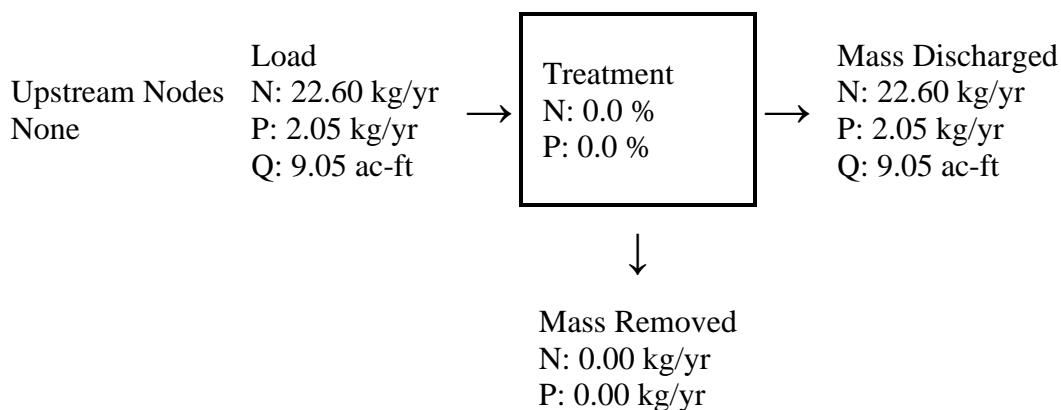 Upstream Nodes
None
Load
N: 22.60 kg/yr
P: 2.05 kg/yr
Q: 9.05 ac-ft
→
Treatment
N: 0.0 %
P: 0.0 %
→
Mass Discharged
N: 22.60 kg/yr
P: 2.05 kg/yr
Q: 9.05 ac-ft
↓
Mass Removed
N: 0.00 kg/yr
P: 0.00 kg/yr